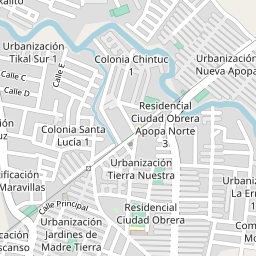 Urbanización
Tikal Sur 1
Calle C
Calle E
Calle D
Colonia Chintuc
1
Urbanización
Nueva Apopa
Residencial
Ciudad Obrera
Apopa Norte
3
Colonia Santa
Lucía 1
Urbanización
Tierra Nuestra
Maravillas
Calle Principal
Urbanización
Jardines de
Madre Tierra
Residencial
Ciudad Obrera